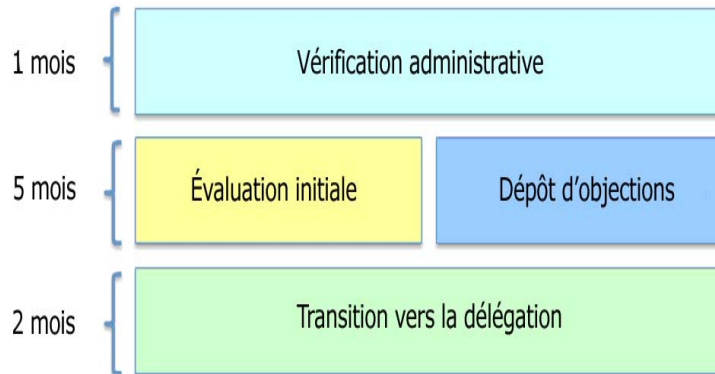 1 mois
Vérification administrative
5 mois
Évaluation initiale
Dépôt d’objections
2 mois
Transition vers la délégation